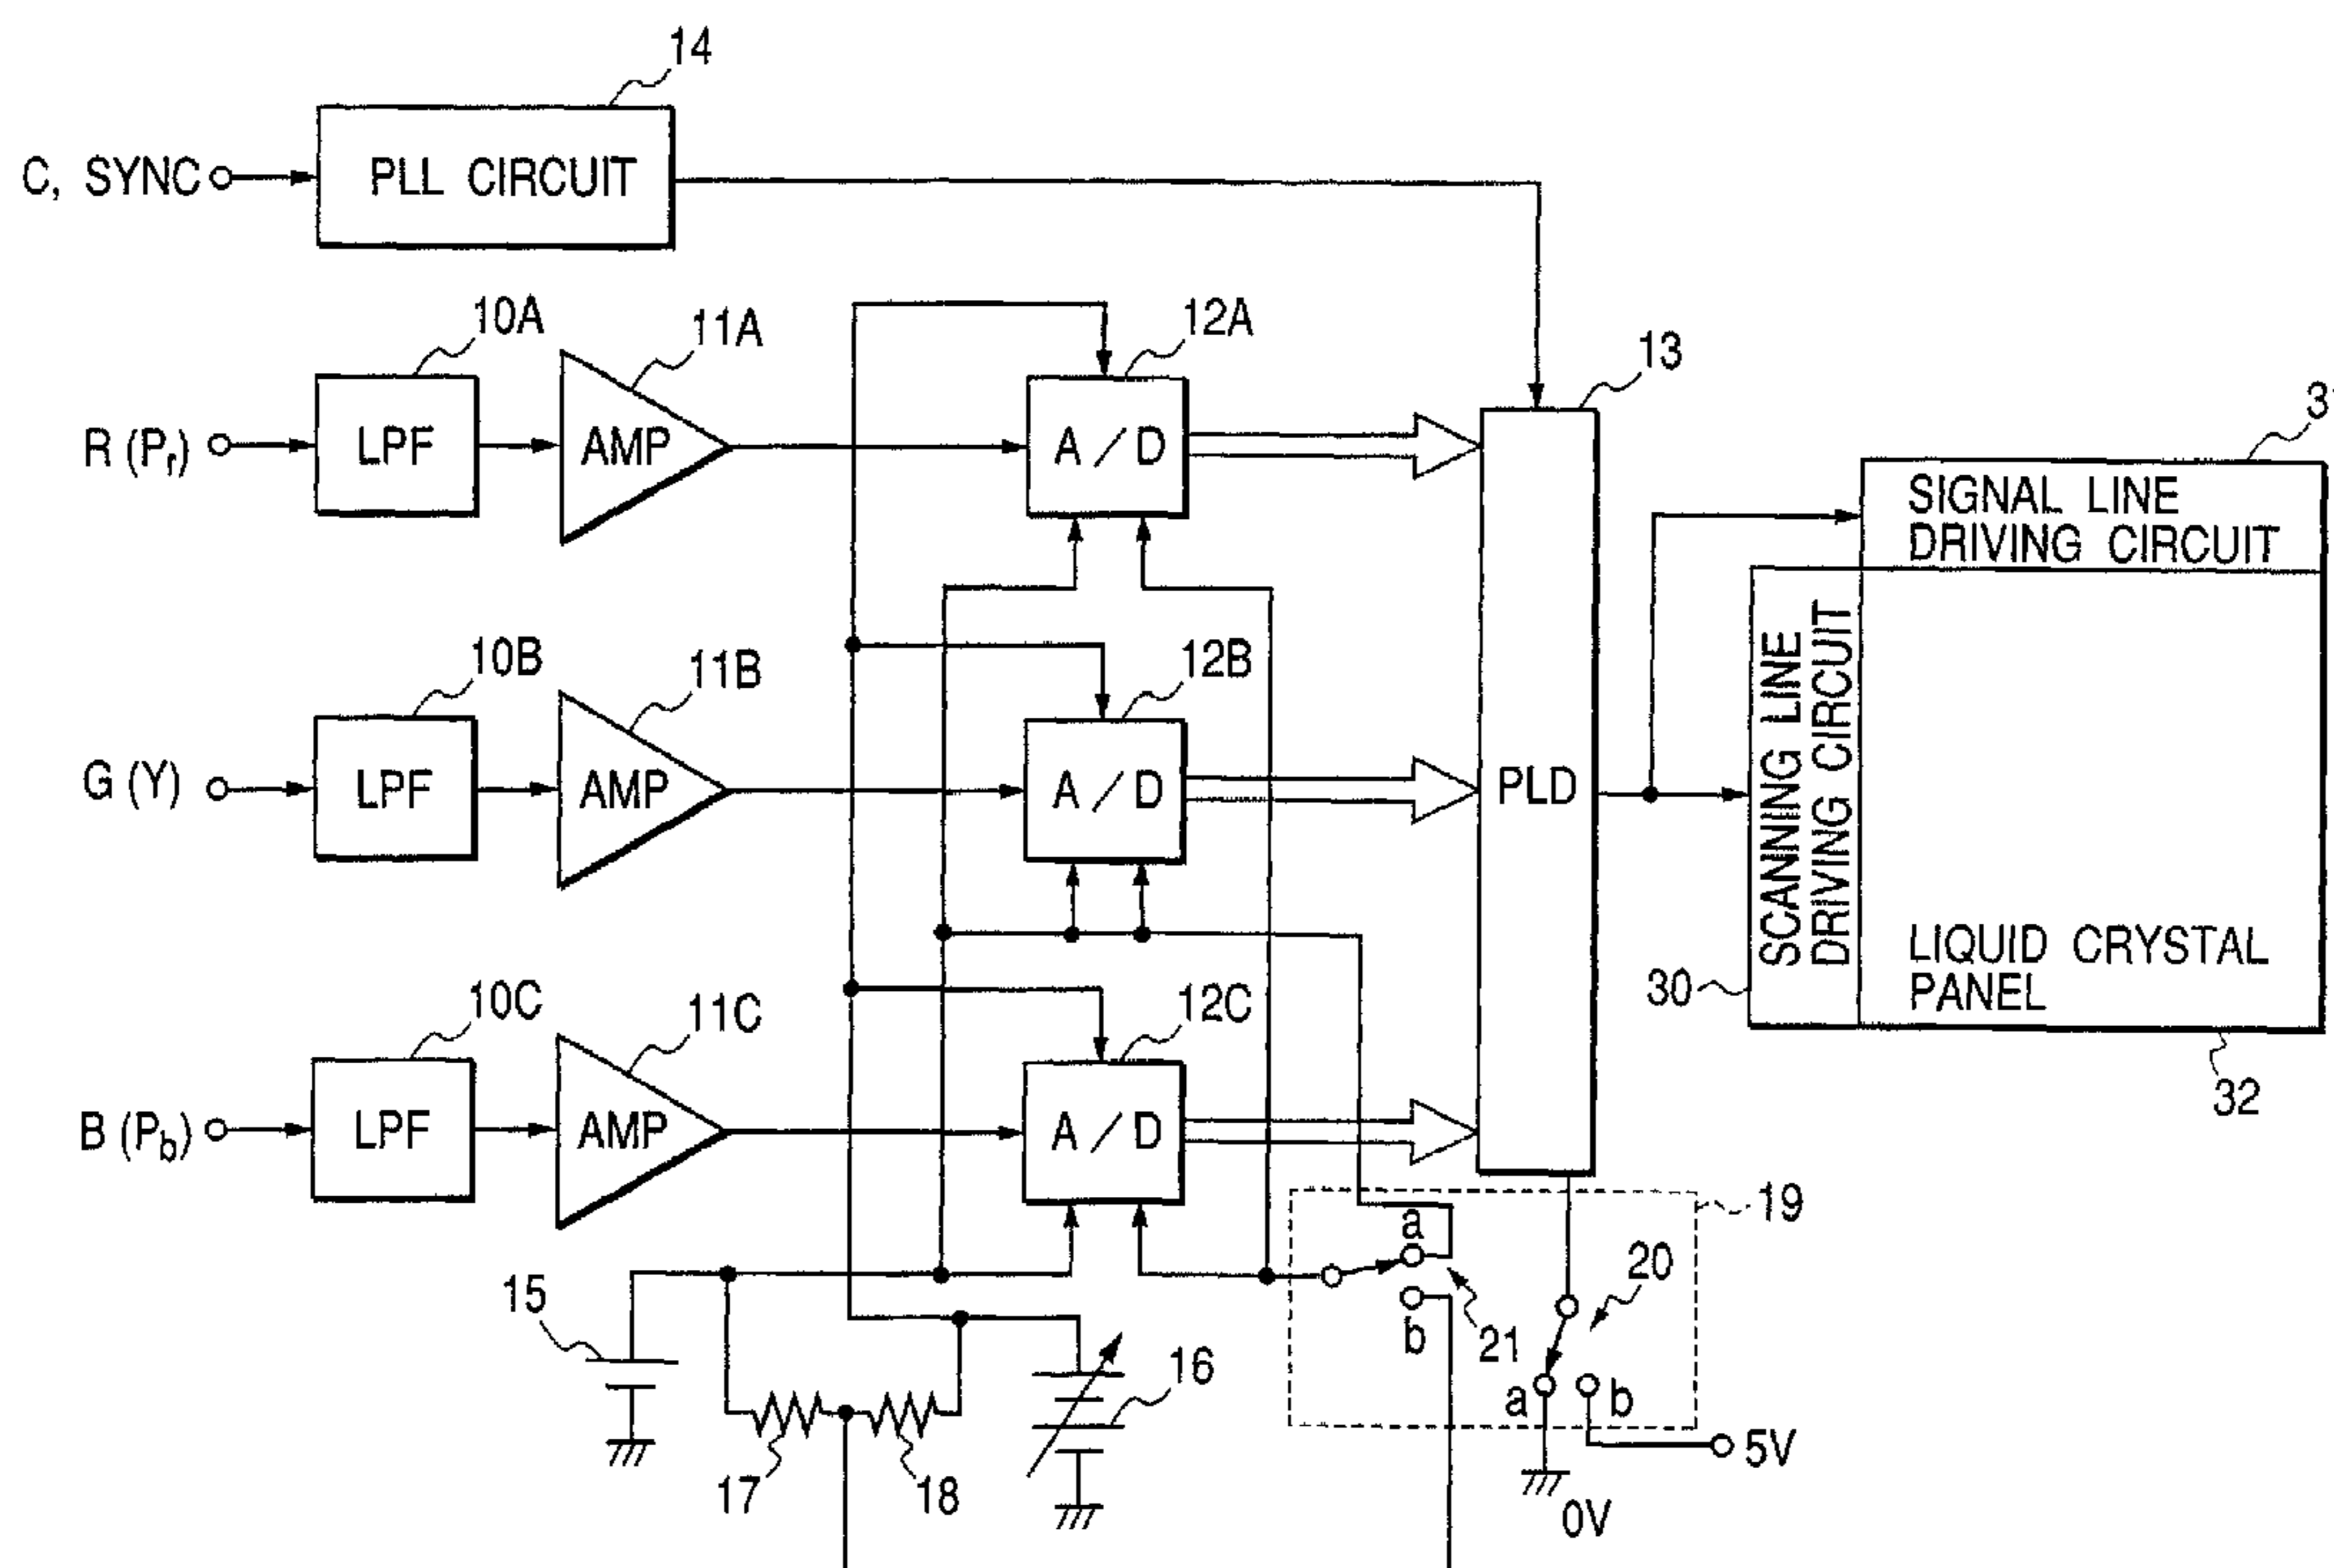 14
PLL CIRCUIT
C, SYNC
10A
11A
12A
13
R (Pr)
LPF
AMP
A / D
3
SIGNAL LINE
DRIVING CIRCUIT
10B
11B
12B
G (Y)
LPF
AMP
A / D
PLD
SCANNING LINE
DRIVING CIRCUIT
LIQUID CRYSTAL
PANEL
30
32
10C
11C
12C
B (Pb)
LPF
AMP
A / D
19
a
b
21
20
a
b
5V
0V
15
16
17
18